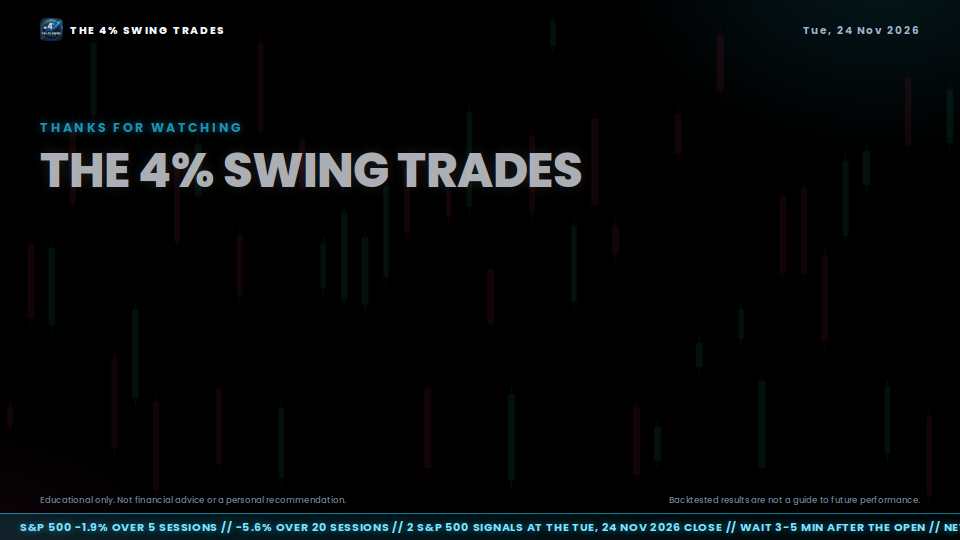 THE 4% SWING TRADES
Tue, 24 Nov 2026
THANKS FOR WATCHING
THE 4% SWING TRADES
Educational only. Not financial advice or a personal recommendation.
Backtested results are not a guide to future performance.
S&P 500 -1.9% OVER 5 SESSIONS // -5.6% OVER 20 SESSIONS // 2 S&P 500 SIGNALS AT THE TUE, 24 NOV 2026 CLOSE // WAIT 3-5 MIN AFTER THE OPEN //